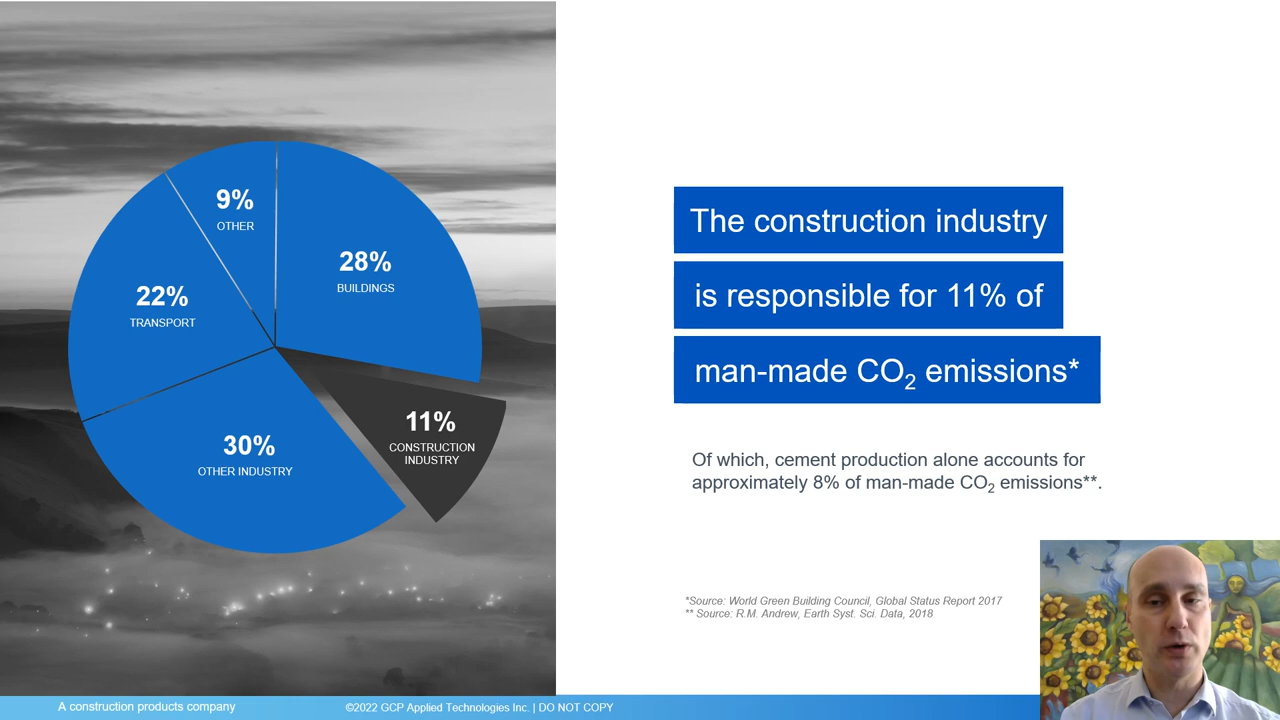 9%
OTHER
28%
BUILDINGS
22%
TRANSPORT
11%
CONSTRUCTION
INDUSTRY
30%
OTHER INDUSTRY
The construction industry
is responsible for 11% of
man-made CO₂ emissions*
Of which, cement production alone accounts for
approximately 8% of man-made CO₂ emissions**.
*Source: World Green Building Council, Global Status Report 2017
** Source: R.M. Andrew, Earth Syst. Sci. Data, 2018
A construction products company
©2022 GCP Applied Technologies Inc. | DO NOT COPY